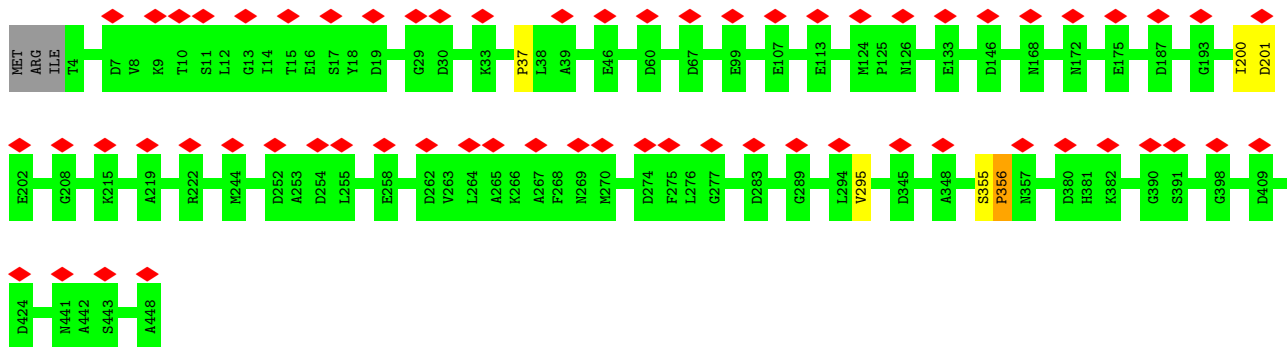 MET ARG ILE T4 D7 V8 K9 T10 S11 L12 G13 I14 T15 E16 S17 Y18 D19 G29 D30 K33 P37 L38 A39 E46 D60 D67 E99 E107 E113 M124 P125 N126 E133 D146 N168 N172 E175 D187 G193 I200 D201
E202 G208 K215 A219 R222 M244 D252 A253 D254 L255 E258 D262 V263 L264 A265 K266 A267 F268 N269 M270 D274 F275 L276 G277 D283 G289 L294 V295 D345 A348 S355 P356 N357 D380 H381 K382 G390 S391 G398 D409
D424 N441 A442 S443 A448